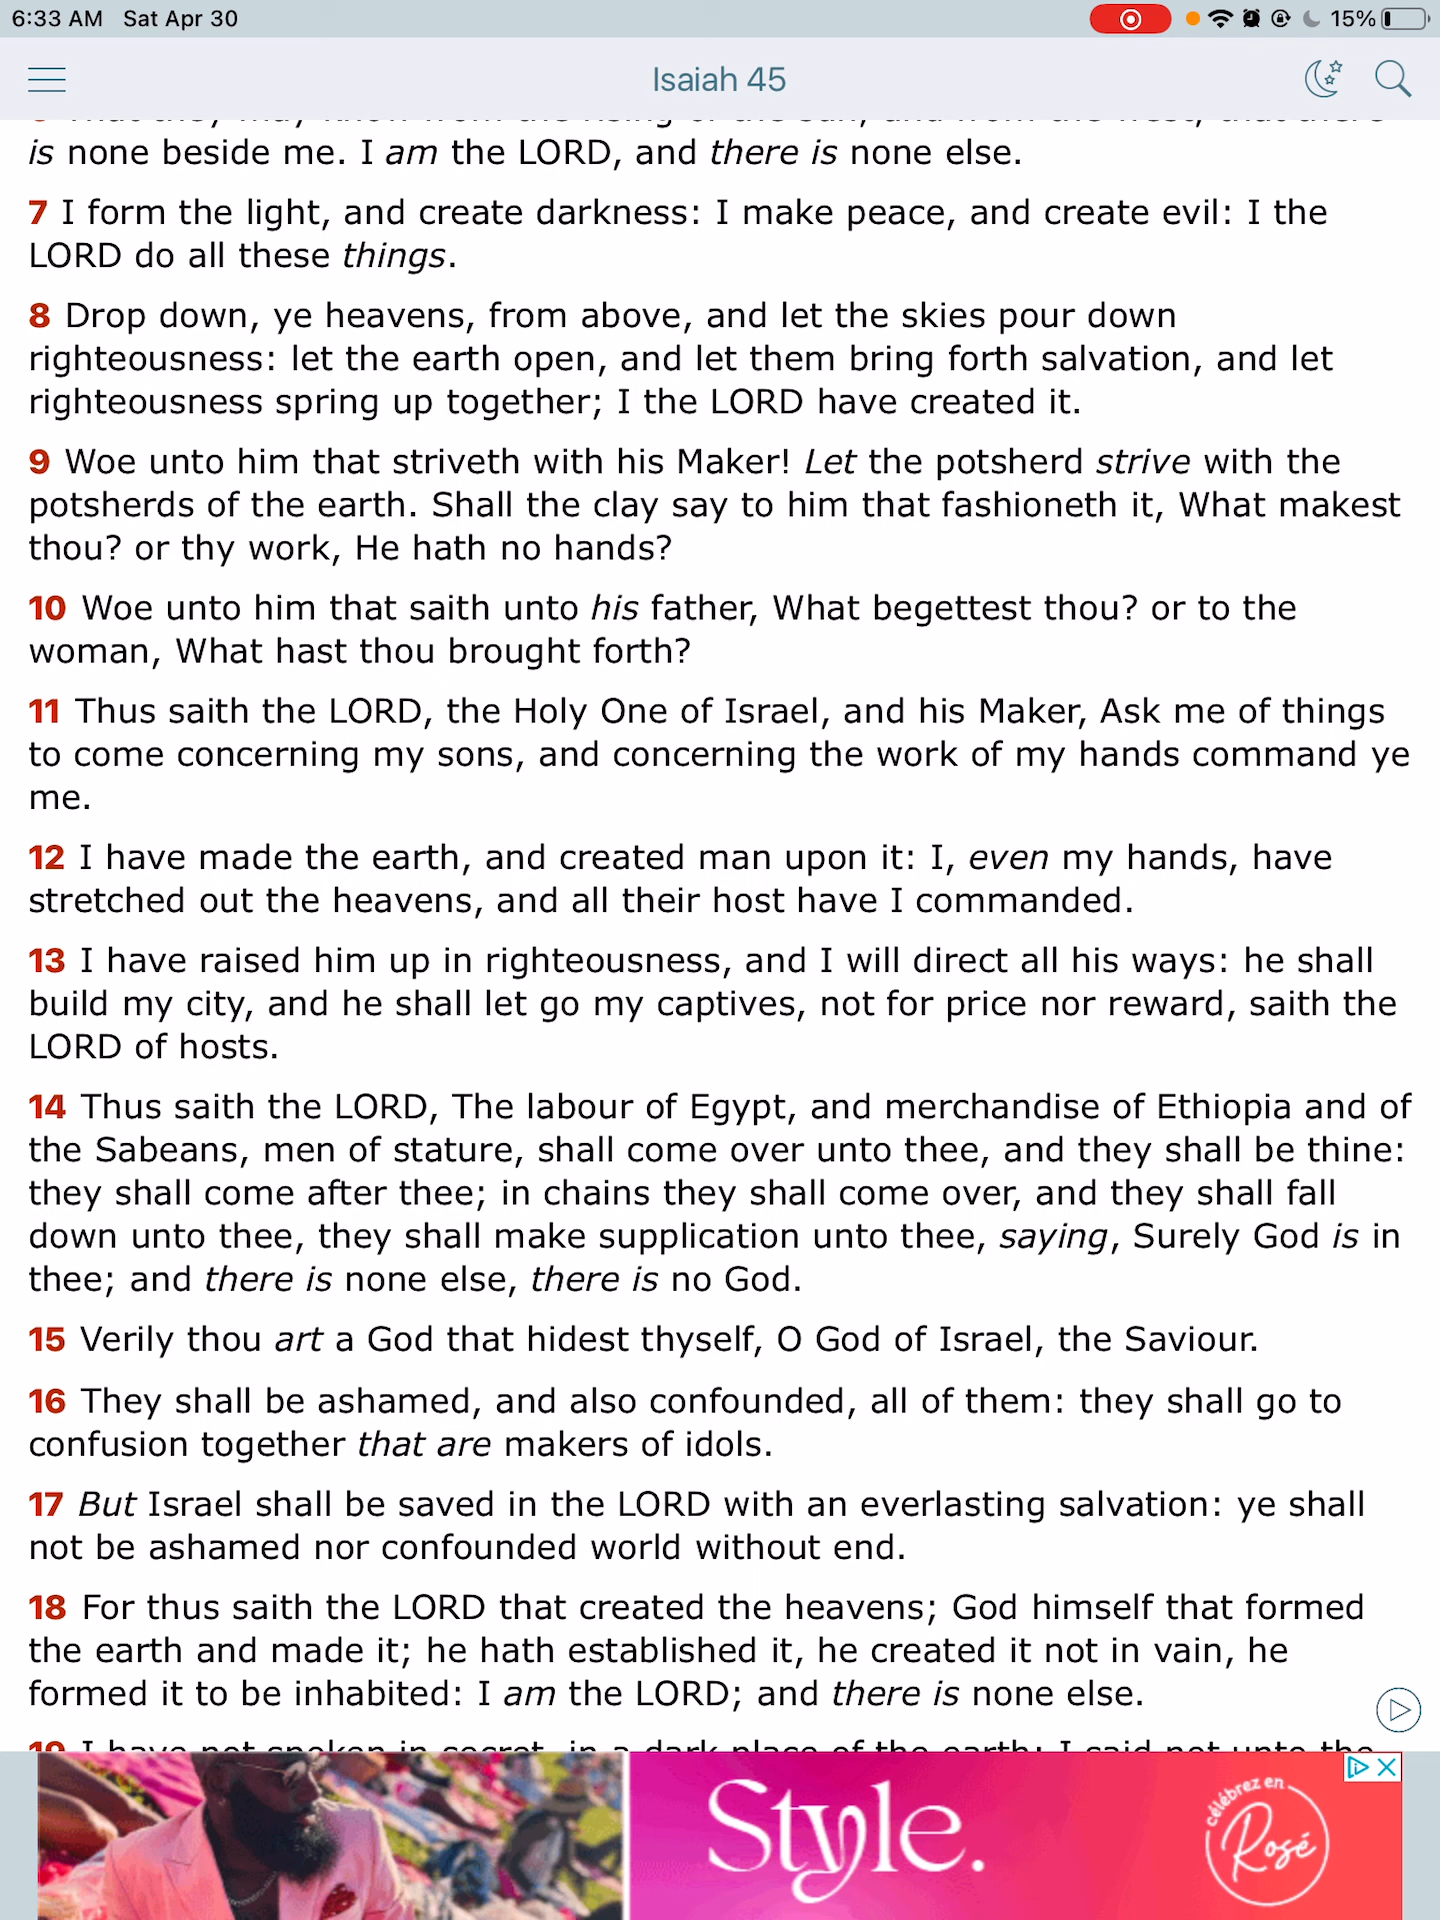 6:33 AM Sat Apr 30 15%
Isaiah 45
is none beside me. I am the LORD, and there is none else.
7 I form the light, and create darkness: I make peace, and create evil: I the
LORD do all these things.
8 Drop down, ye heavens, from above, and let the skies pour down
righteousness: let the earth open, and let them bring forth salvation, and let
righteousness spring up together; I the LORD have created it.
9 Woe unto him that striveth with his Maker! Let the potsherd strive with the
potsherds of the earth. Shall the clay say to him that fashioneth it, What makest
thou? or thy work, He hath no hands?
10 Woe unto him that saith unto his father, What begettest thou? or to the
woman, What hast thou brought forth?
11 Thus saith the LORD, the Holy One of Israel, and his Maker, Ask me of things
to come concerning my sons, and concerning the work of my hands command ye
me.
12 I have made the earth, and created man upon it: I, even my hands, have
stretched out the heavens, and all their host have I commanded.
13 I have raised him up in righteousness, and I will direct all his ways: he shall
build my city, and he shall let go my captives, not for price nor reward, saith the
LORD of hosts.
14 Thus saith the LORD, The labour of Egypt, and merchandise of Ethiopia and of
the Sabeans, men of stature, shall come over unto thee, and they shall be thine:
they shall come after thee; in chains they shall come over, and they shall fall
down unto thee, they shall make supplication unto thee, saying, Surely God is in
thee; and there is none else, there is no God.
15 Verily thou art a God that hidest thyself, O God of Israel, the Saviour.
16 They shall be ashamed, and also confounded, all of them: they shall go to
confusion together that are makers of idols.
17 But Israel shall be saved in the LORD with an everlasting salvation: ye shall
not be ashamed nor confounded world without end.
18 For thus saith the LORD that created the heavens; God himself that formed
the earth and made it; he hath established it, he created it not in vain, he
formed it to be inhabited: I am the LORD; and there is none else.
19 I have not spoken in secret, in a dark place of the earth: I said not unto the
Style.
célébrez en
Rosé